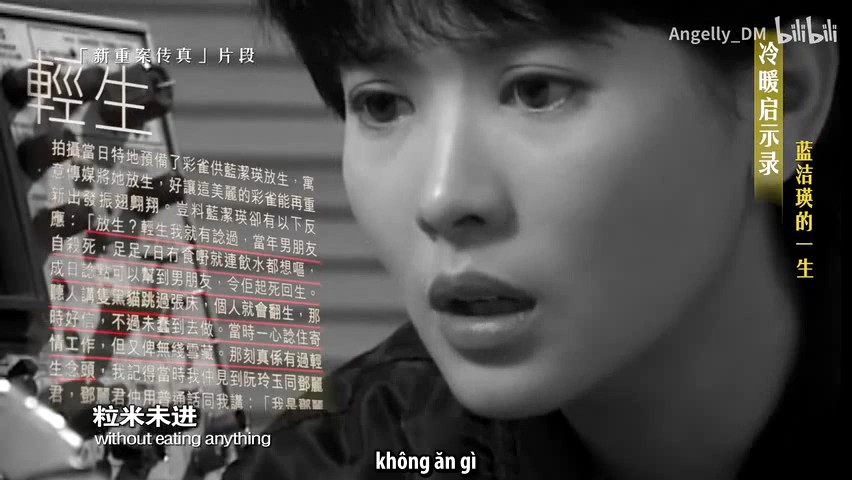 Angelly_DM bilibili
「新重案传真」片段
冷暖启示录
蓝洁瑛的一生
輕生
拍攝當日特地預備了彩雀供藍潔瑛放生，寓
意傳媒將她放生，好讓這美麗的彩雀能再重
新出發振翅翺翔。豈料藍潔瑛卻有以下反
應：「放生？輕生我就有諗過，當年男朋友
自殺死，足足7日冇食嘢就連飲水都想嘔，
成日諗點可以幫到男朋友，令佢起死回生。
聽人講隻黑貓跳過張床，個人就會翻生，那
時好信，不過未蠢到去做。當時一心諗住寄
情工作，但又俾無綫雪藏。那刻真係有過輕
生念頭，我記得當時我仲見到阮玲玉同鄧麗
君，鄧麗君仲用普通話同我講：「我是鄧麗
粒米未进
without eating anything
không ăn gì